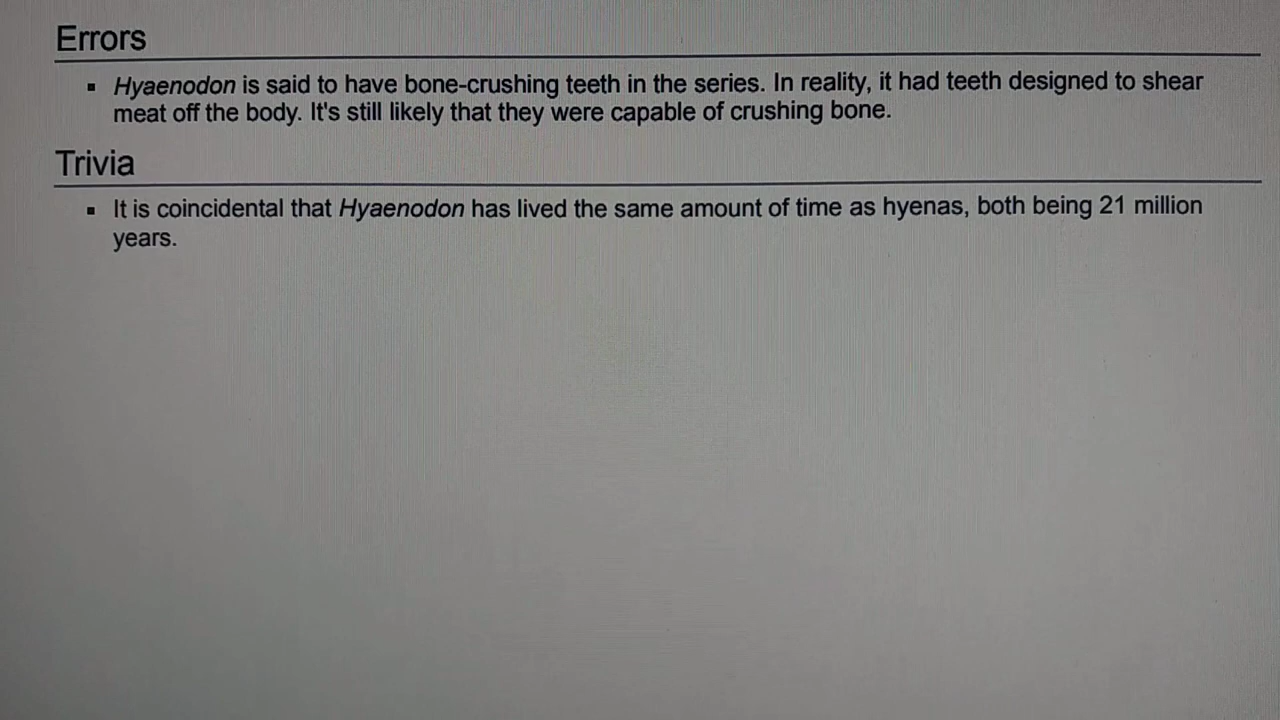 Errors
▪ Hyaenodon is said to have bone-crushing teeth in the series. In reality, it had teeth designed to shear
meat off the body. It's still likely that they were capable of crushing bone.
Trivia
▪ It is coincidental that Hyaenodon has lived the same amount of time as hyenas, both being 21 million
years.